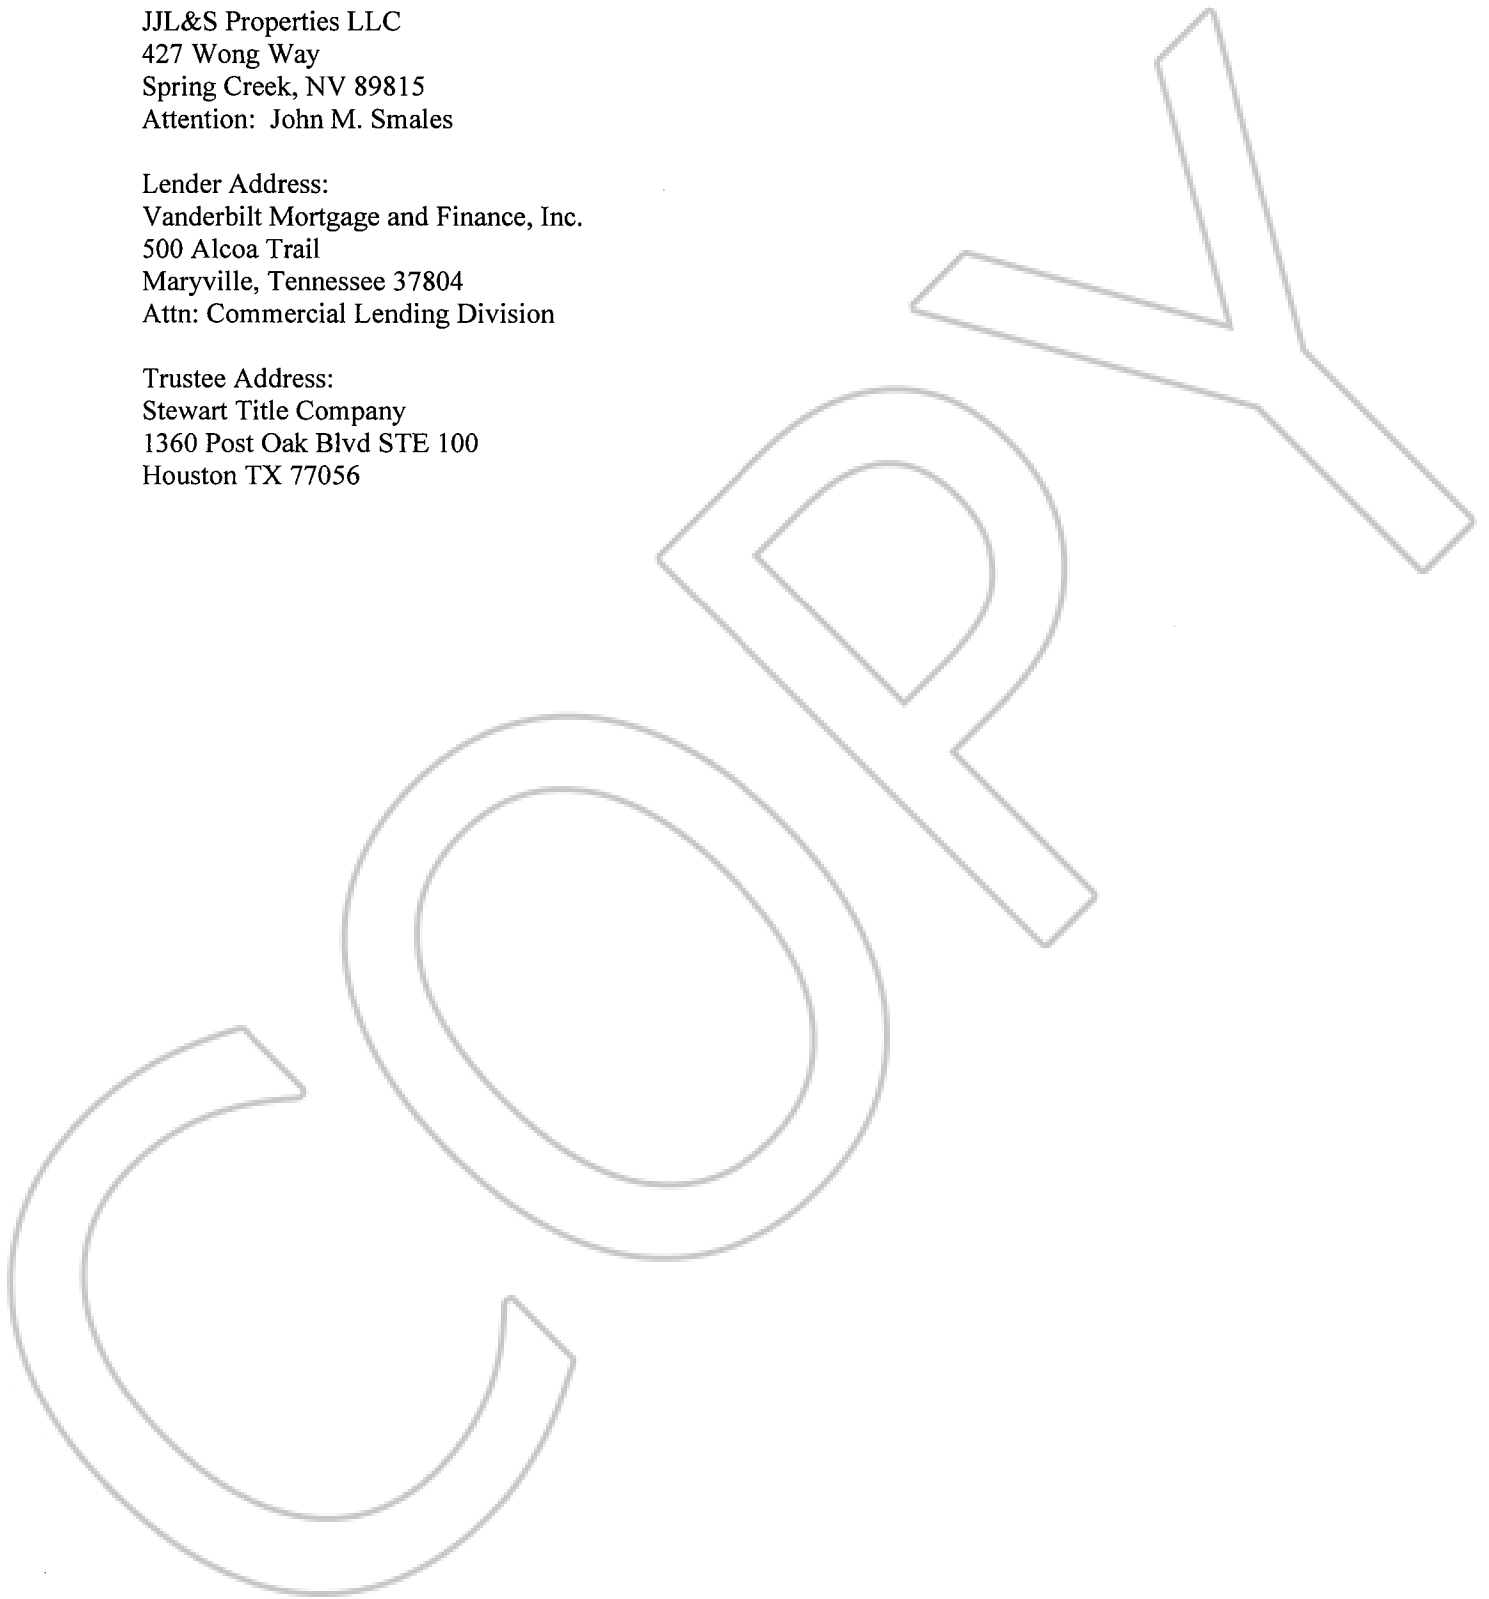 JJL&S Properties LLC
427 Wong Way
Spring Creek, NV 89815
Attention: John M. Smales
Lender Address:
Vanderbilt Mortgage and Finance, Inc.
500 Alcoa Trail
Maryville, Tennessee 37804
Attn: Commercial Lending Division
Trustee Address:
Stewart Title Company
1360 Post Oak Blvd STE 100
Houston TX 77056
COPY